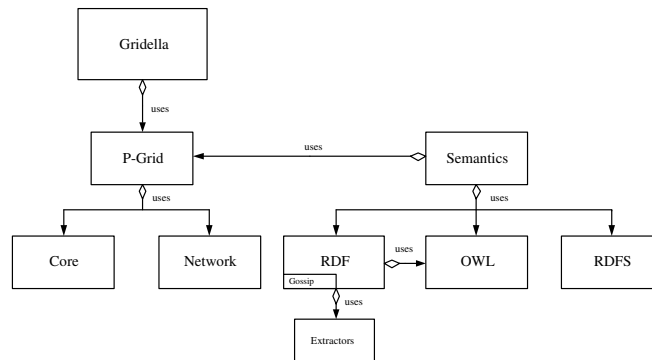 Gridella
uses
P-Grid
uses
Semantics
uses
uses
Core
Network
RDF
uses
OWL
RDFS
Gossip
uses
Extractors